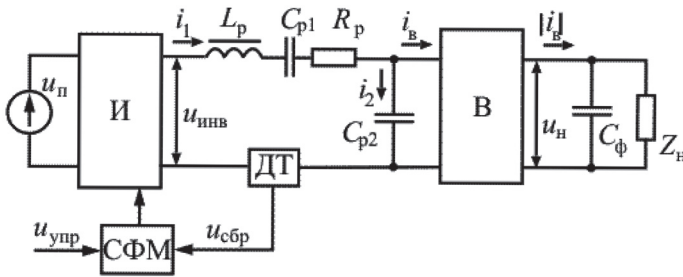 i₁
Lр
Cр1
Rр
iв
|iв|
uп
И
uинв
i₂
Cр2
В
uн
Cф
Zн
ДТ
uупр
СФМ
uсбр